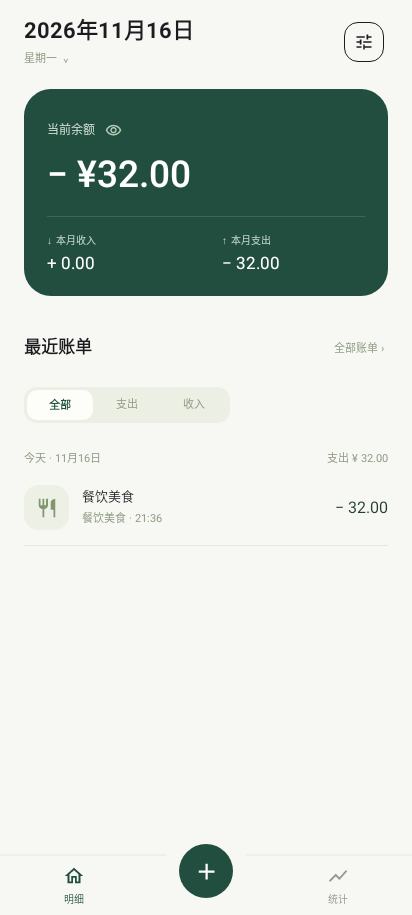 2026年11月16日
星期一
当前余额
− ¥32.00
↓ 本月收入
↑ 本月支出
+ 0.00
− 32.00
最近账单
全部账单 ›
全部
支出
收入
今天 · 11月16日
支出 ¥ 32.00
餐饮美食
餐饮美食 · 21:36
− 32.00
明细
统计